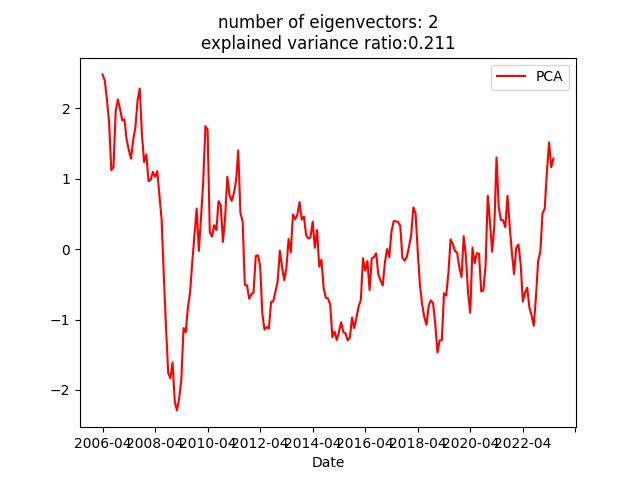 number of eigenvectors: 2
explained variance ratio:0.211
PCA
2
1
0
−1
−2
2006-04 2008-04 2010-04 2012-04 2014-04 2016-04 2018-04 2020-04 2022-04
Date